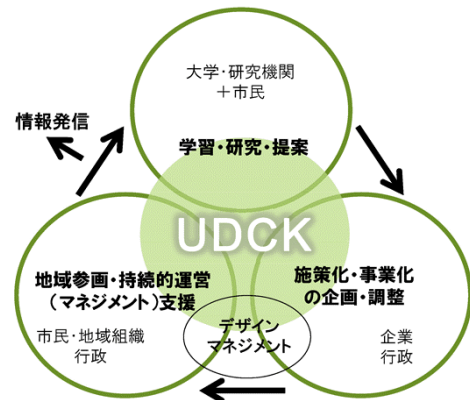 大学・研究機関
＋市民
情報発信
学習・研究・提案
UDCK
地域参画・持続的運営
（マネジメント）支援
施策化・事業化
の企画・調整
デザイン
マネジメント
市民・地域組織
行政
企業
行政